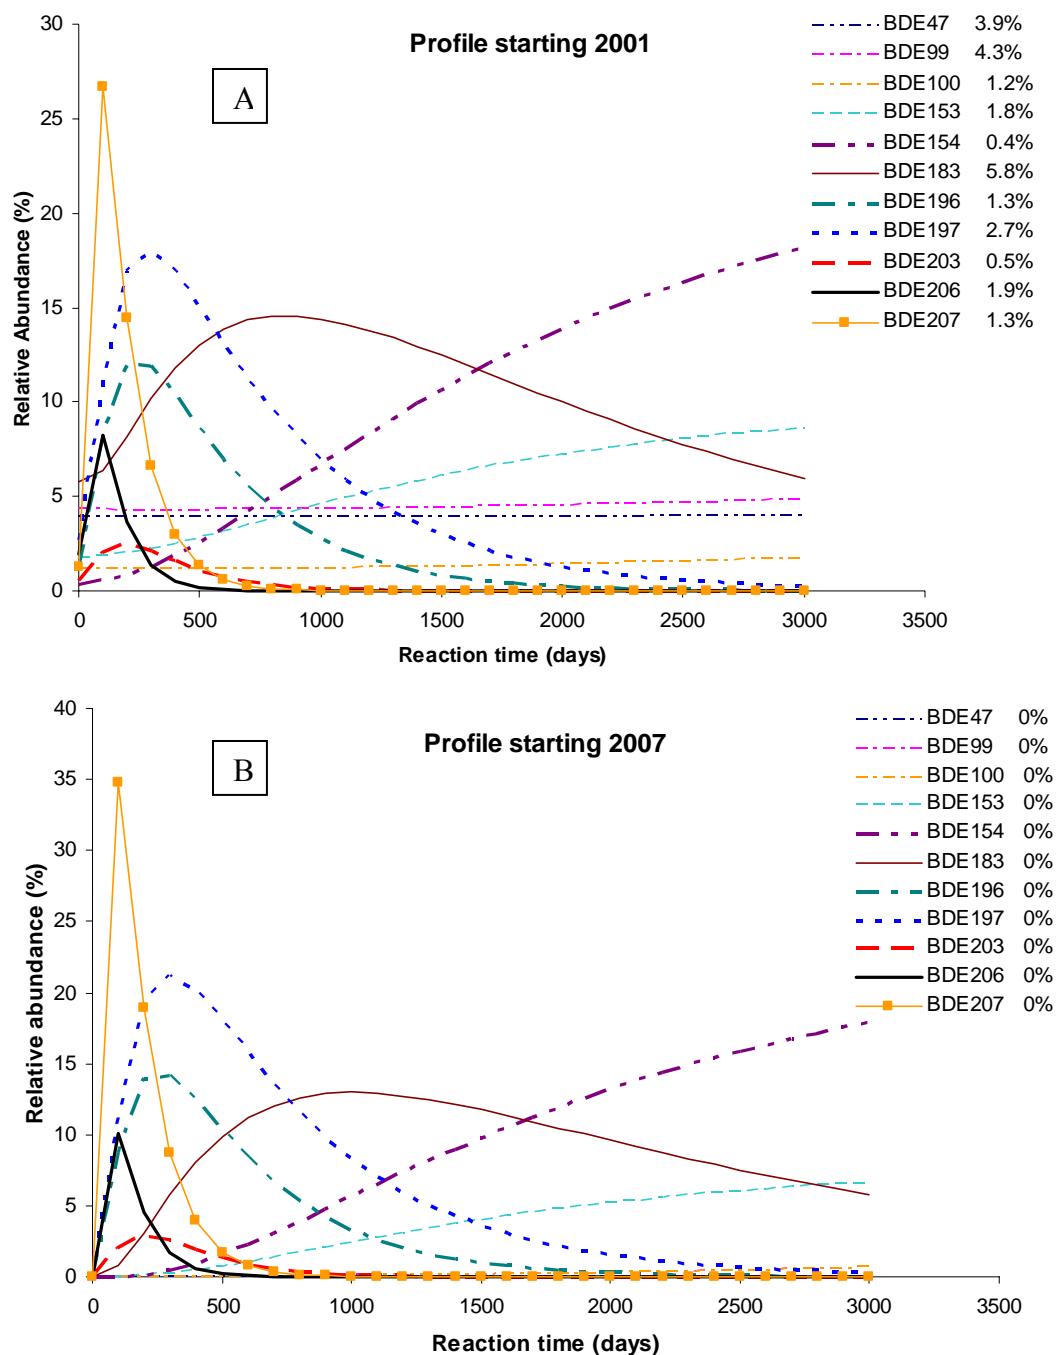 Profile starting 2001
A
Relative Abundance (%)
30
25
20
15
10
5
0
0 500 1000 1500 2000 2500 3000 3500
Reaction time (days)
BDE47 3.9%
BDE99 4.3%
BDE100 1.2%
BDE153 1.8%
BDE154 0.4%
BDE183 5.8%
BDE196 1.3%
BDE197 2.7%
BDE203 0.5%
BDE206 1.9%
BDE207 1.3%
Profile starting 2007
B
Relative abundance (%)
40
35
30
25
20
15
10
5
0
0 500 1000 1500 2000 2500 3000 3500
Reaction time (days)
BDE47 0%
BDE99 0%
BDE100 0%
BDE153 0%
BDE154 0%
BDE183 0%
BDE196 0%
BDE197 0%
BDE203 0%
BDE206 0%
BDE207 0%